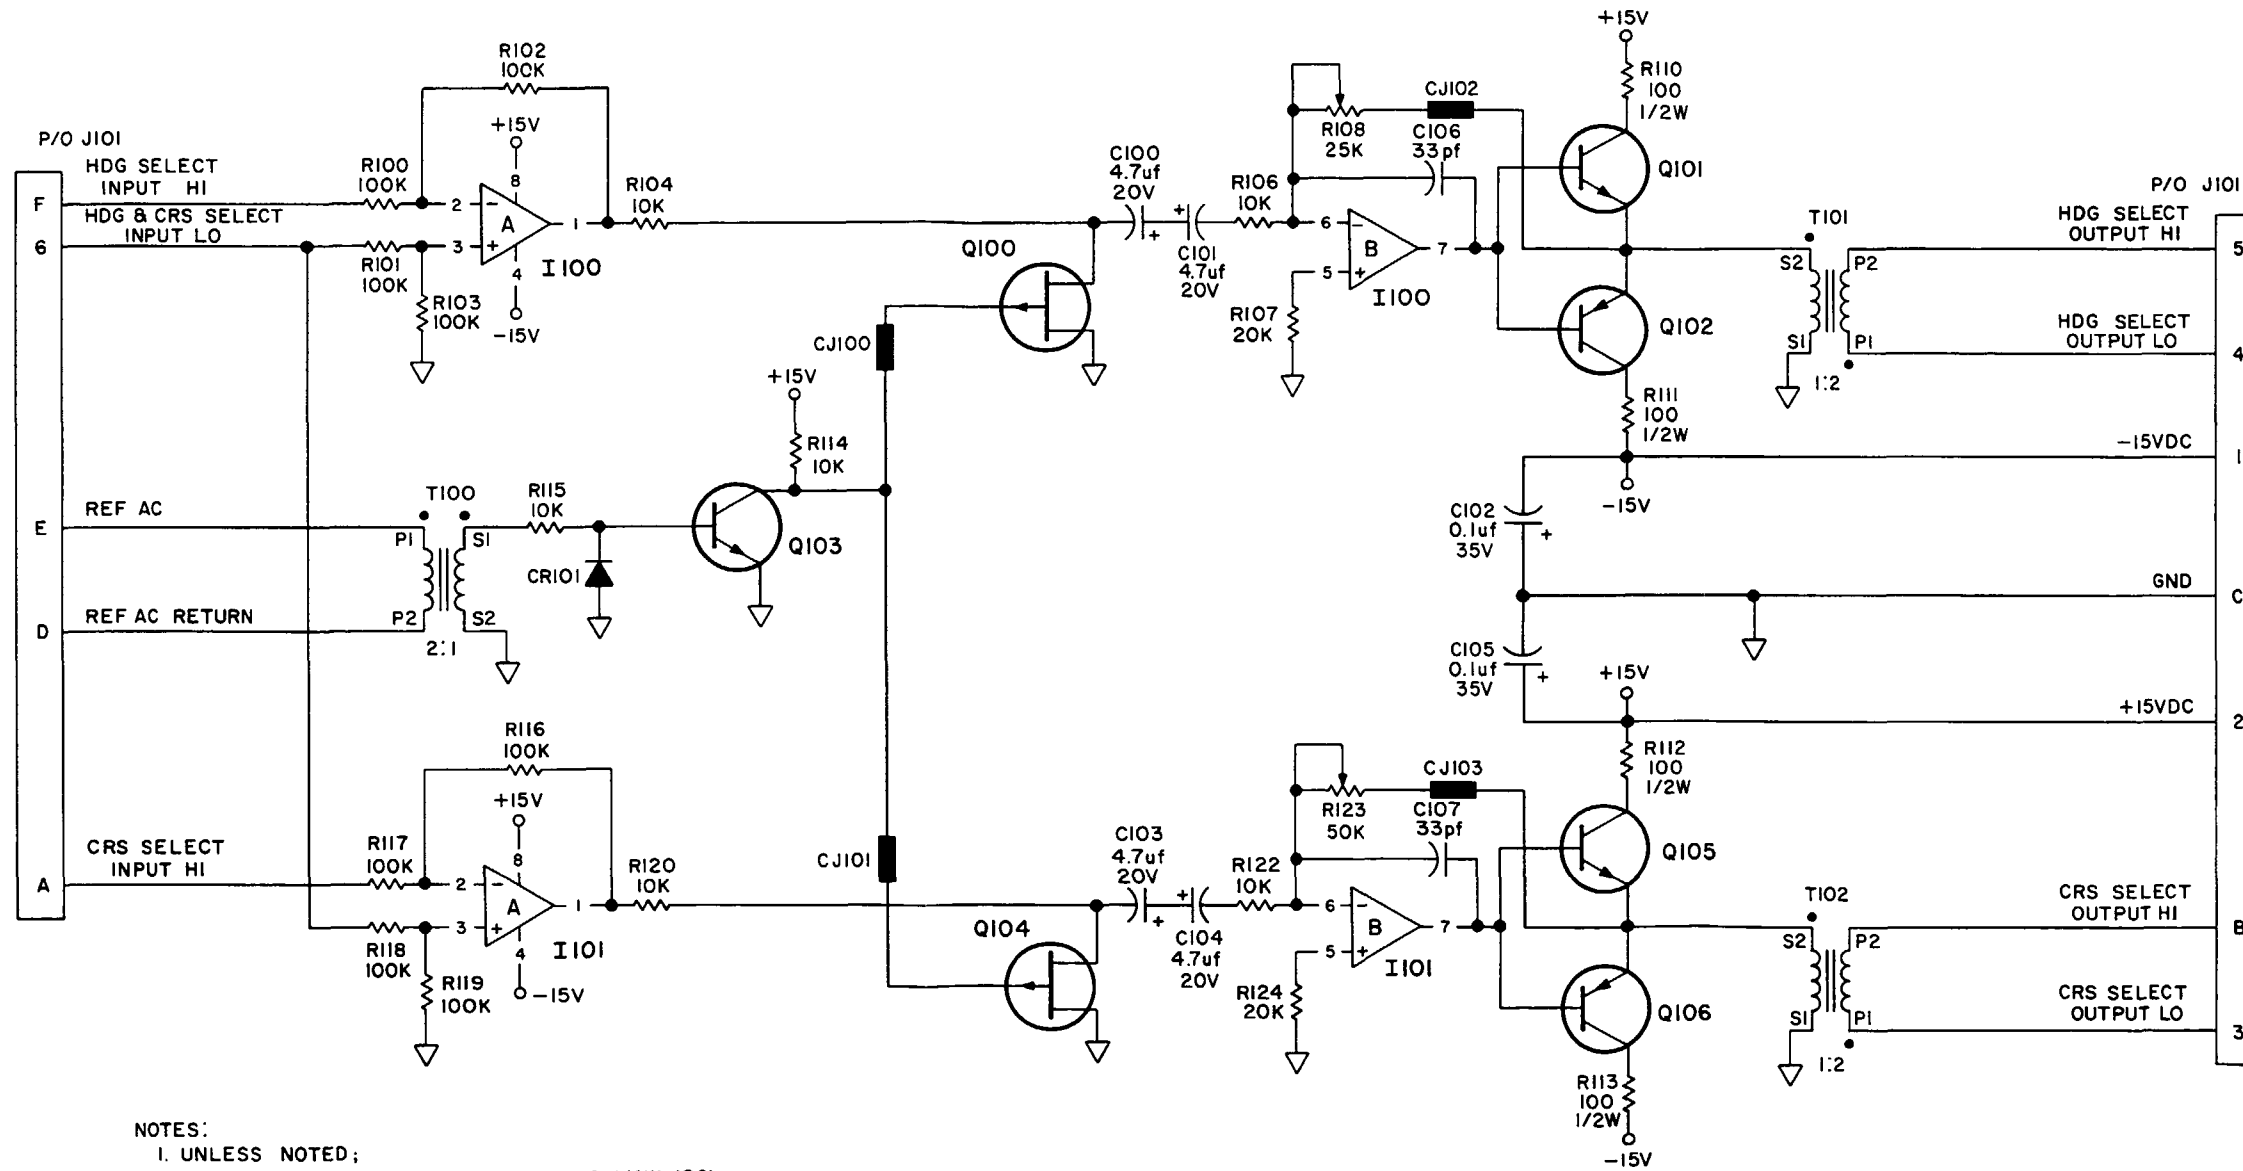 +15V
R102
100K
R110
100
1/2W
CJ102
P/O J101
+15V
R108
25K
C106
33pf
HDG SELECT
INPUT HI
R100
100K
C100
4.7uf
20V
Q101
F
2
8
A
1
R104
10K
R106
10K
P/O J101
HDG & CRS SELECT
INPUT LO
6
R101
100K
3
4
I100
Q100
C101
4.7uf
20V
6
B
7
5
I100
T101
HDG SELECT
OUTPUT HI
5
S2
P2
R103
100K
-15V
R107
20K
Q102
HDG SELECT
OUTPUT LO
4
S1
P1
1:2
CJ100
+15V
R111
100
1/2W
R114
10K
-15VDC
1
-15V
REF AC
E
T100
P1
S1
R115
10K
Q103
C102
0.1uf
35V
+
CR101
GND
C
REF AC RETURN
D
P2
S2
2:1
C105
0.1uf
35V
+
+15V
+15VDC
2
R116
100K
R112
100
1/2W
CJ103
+15V
R123
50K
C107
33pf
CRS SELECT
INPUT HI
A
R117
100K
2
8
A
1
R120
10K
CJ101
C103
4.7uf
20V
R122
10K
Q105
R118
100K
3
4
I101
Q104
C104
4.7uf
20V
6
B
7
5
I101
T102
CRS SELECT
OUTPUT HI
B
S2
P2
R119
100K
-15V
R124
20K
Q106
CRS SELECT
OUTPUT LO
3
S1
P1
1:2
R113
100
1/2W
-15V
NOTES:
1. UNLESS NOTED;